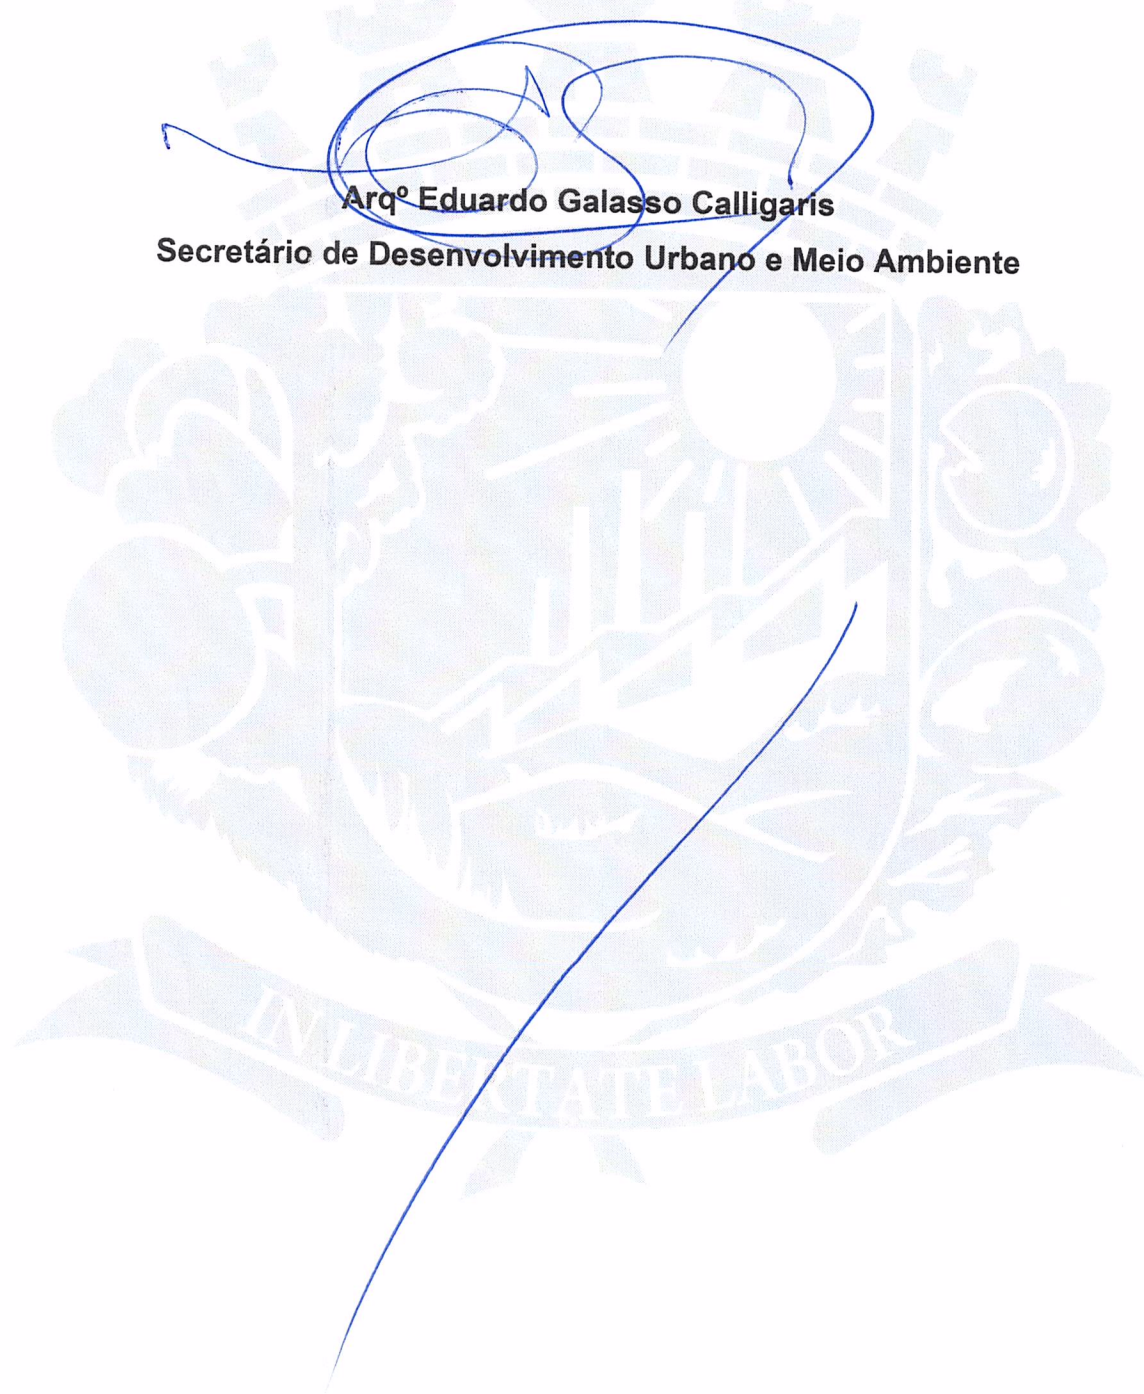 Arqº Eduardo Galasso Calligaris
Secretário de Desenvolvimento Urbano e Meio Ambiente
IN LIBERTATE LABOR